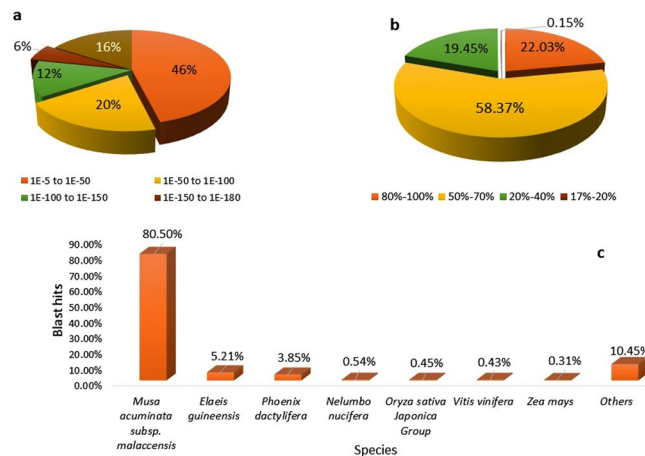 a
6%
16%
46%
12%
20%
1E-5 to 1E-50
1E-50 to 1E-100
1E-100 to 1E-150
1E-150 to 1E-180
b
0.15%
19.45%
22.03%
58.37%
80%-100%
50%-70%
20%-40%
17%-20%
c
Blast hits
90.00%
80.00%
70.00%
60.00%
50.00%
40.00%
30.00%
20.00%
10.00%
0.00%
80.50%
5.21%
3.85%
0.54%
0.45%
0.43%
0.31%
10.45%
Musa
acuminata
subsp.
malaccensis
Elaeis
guineensis
Phoenix
dactylifera
Nelumbo
nucifera
Oryza sativa
Japonica
Group
Vitis vinifera
Zea mays
Others
Species